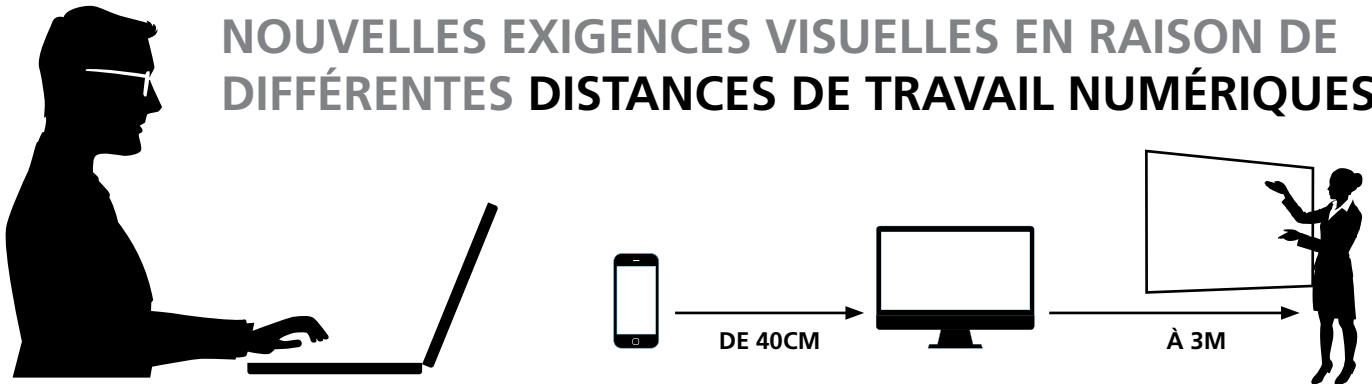 NOUVELLES EXIGENCES VISUELLES EN RAISON DE
DIFFÉRENTES DISTANCES DE TRAVAIL NUMÉRIQUES
DE 40CM
À 3M